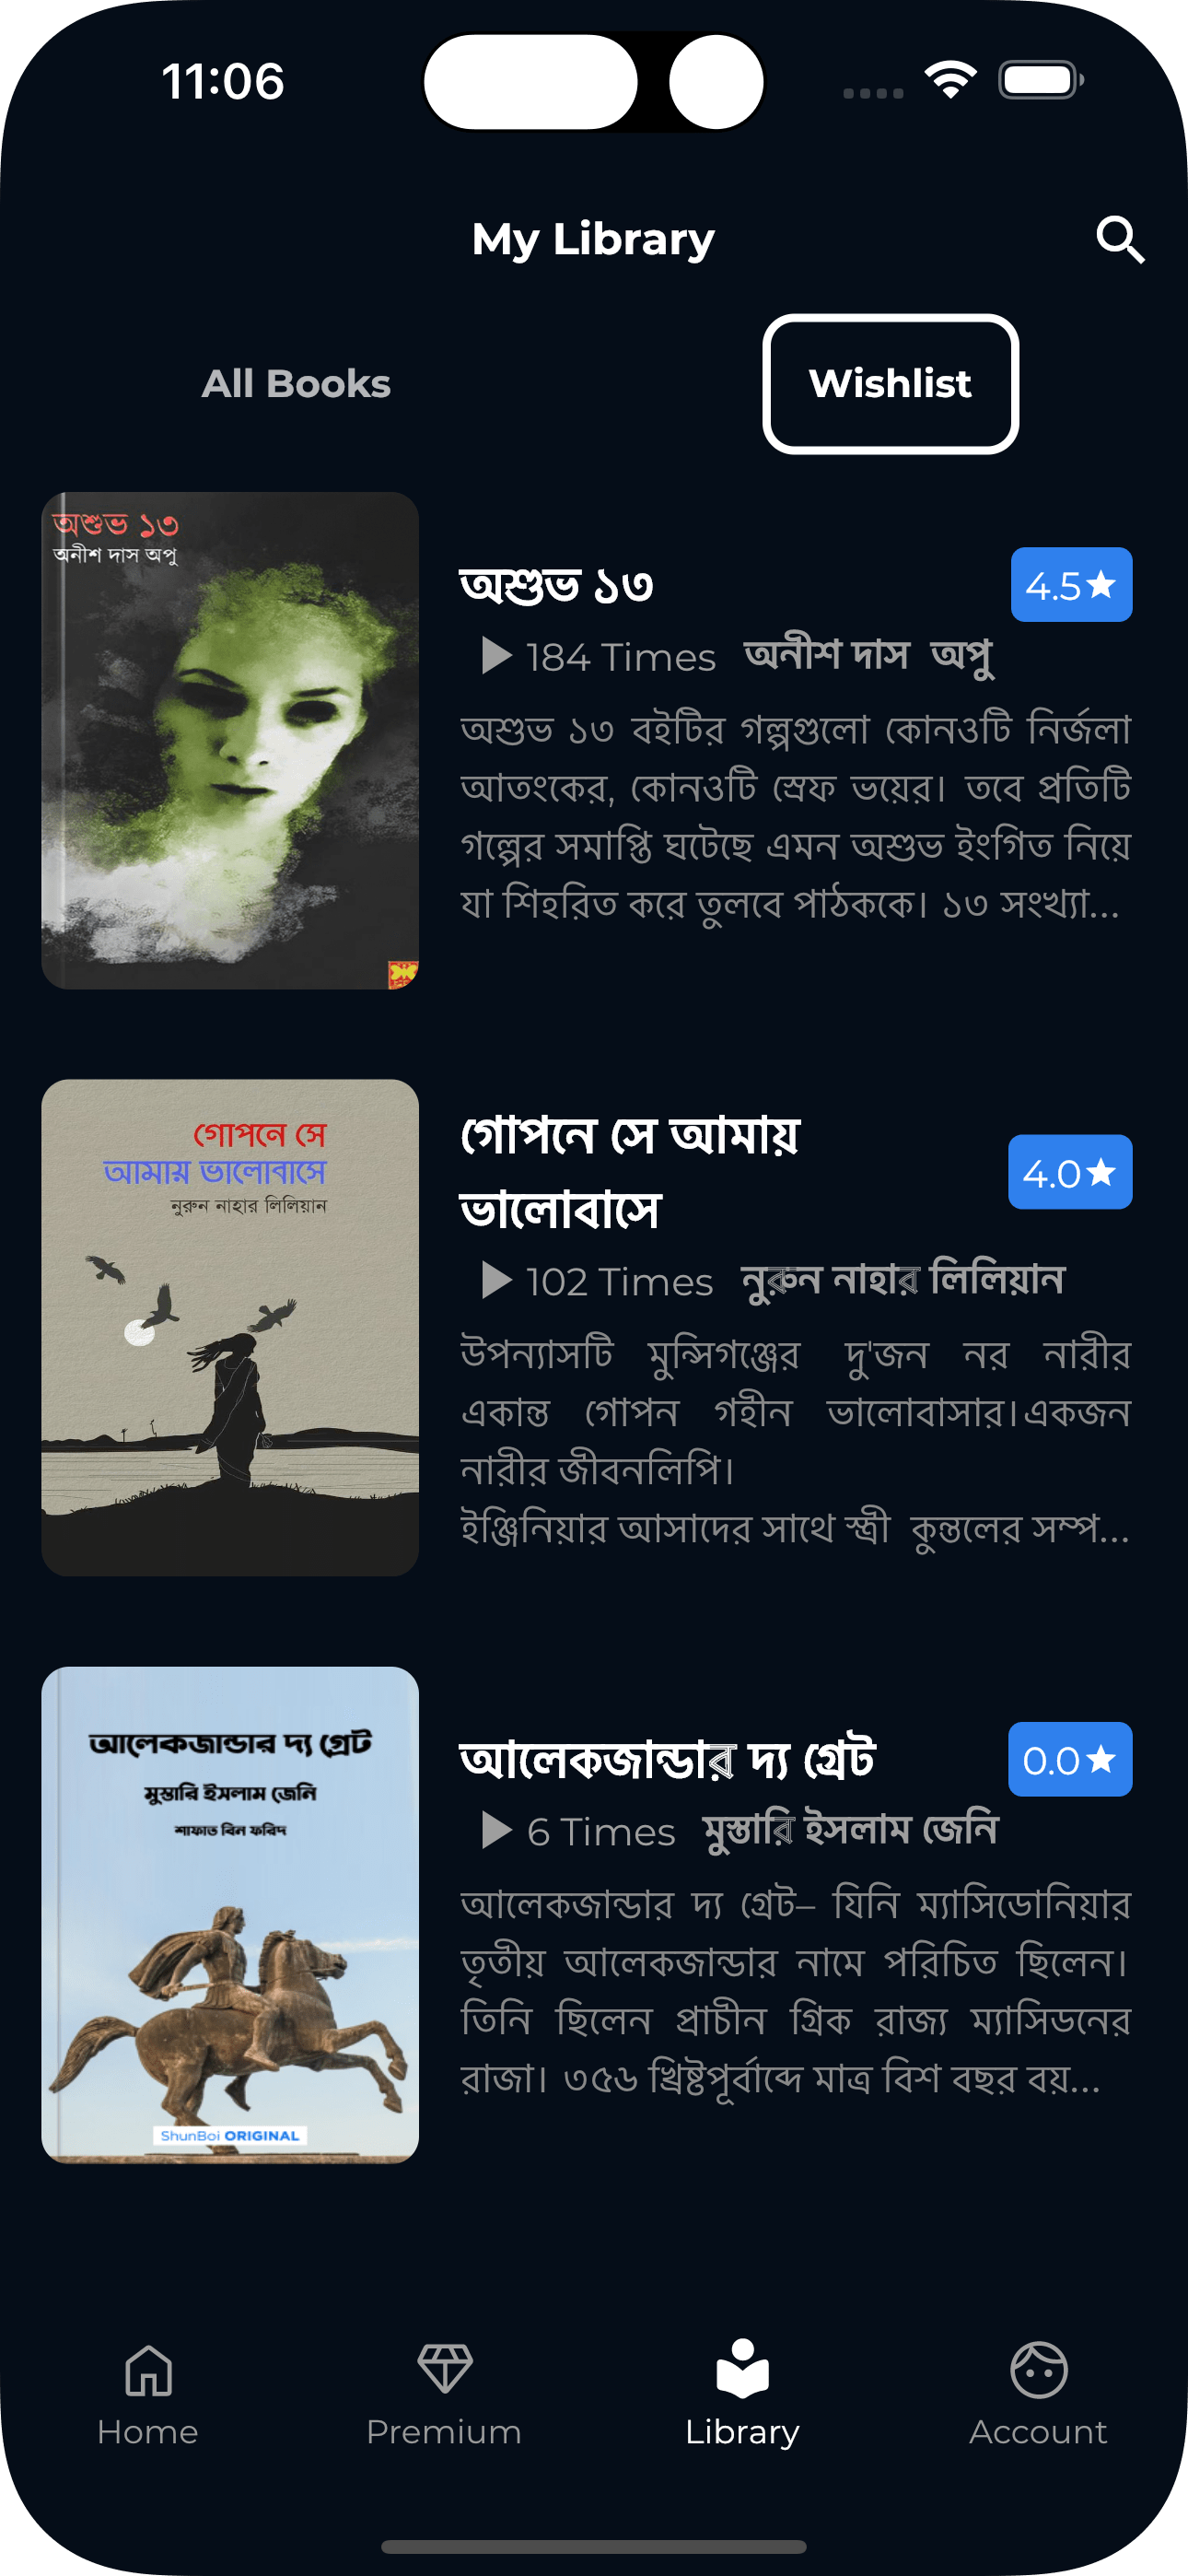 11:06
My Library
All Books
Wishlist
অশুভ ১৩
অনীশ দাস অপু
অশুভ ১৩
4.5★
184 Times অনীশ দাস অপু
অশুভ ১৩ বইটির গল্পগুলো কোনওটি নির্জলা
আতংকের, কোনওটি স্রেফ ভয়ের। তবে প্রতিটি
গল্পের সমাপ্তি ঘটেছে এমন অশুভ ইংগিত নিয়ে
যা শিহরিত করে তুলবে পাঠককে। ১৩ সংখ্যা...
গোপনে সে
আমায় ভালোবাসে
নুরুন নাহার লিলিয়ান
গোপনে সে আমায়
ভালোবাসে
4.0★
102 Times নুরুন নাহার লিলিয়ান
উপন্যাসটি মুন্সিগঞ্জের দু'জন নর নারীর
একান্ত গোপন গহীন ভালোবাসার।একজন
নারীর জীবনলিপি।
ইঞ্জিনিয়ার আসাদের সাথে স্ত্রী কুন্তলের সম্প...
আলেকজান্ডার দ্য গ্রেট
মুস্তারি ইসলাম জেনি
শাফাত বিন ফরিদ
ShunBoi ORIGINAL
আলেকজান্ডার দ্য গ্রেট
0.0★
6 Times মুস্তারি ইসলাম জেনি
আলেকজান্ডার দ্য গ্রেট– যিনি ম্যাসিডোনিয়ার
তৃতীয় আলেকজান্ডার নামে পরিচিত ছিলেন।
তিনি ছিলেন প্রাচীন গ্রিক রাজ্য ম্যাসিডনের
রাজা। ৩৫৬ খ্রিষ্টপূর্বাব্দে মাত্র বিশ বছর বয়...
Home
Premium
Library
Account